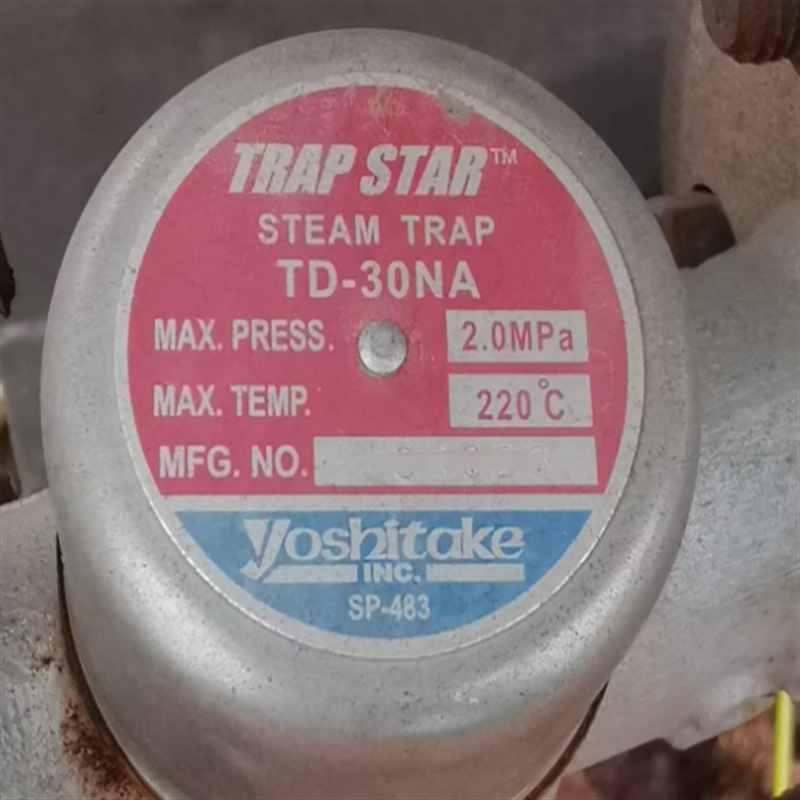 TRAP STAR™
STEAM TRAP
TD-30NA
MAX. PRESS. 2.0MPa
MAX. TEMP. 220°C
MFG. NO.
Yoshitake
INC.
SP-483